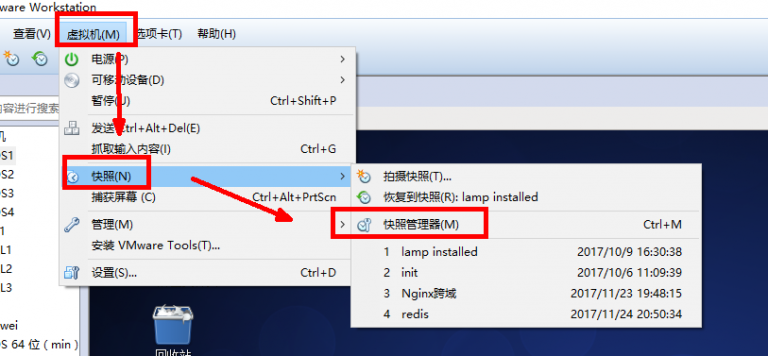 ware Workstation
查看(V) 虚拟机(M) 选项卡(T) 帮助(H)
电源(P)
可移动设备(D)
暂停(U) Ctrl+Shift+P
内容进行搜索
发送 Ctrl+Alt+Del(E)
机
抓取输入内容(I) Ctrl+G
OS1
快照(N)
OS2
捕获屏幕 (C) Ctrl+Alt+PrtScn
OS3
OS4
管理(M)
安装 VMware Tools(T)...
L1
L2
设置(S)... Ctrl+D
L3
拍摄快照(T)...
恢复到快照(R): lamp installed
快照管理器(M) Ctrl+M
1 lamp installed 2017/10/9 16:30:38
2 init 2017/10/6 11:09:39
3 Nginx跨域 2017/11/23 19:48:15
4 redis 2017/11/24 20:50:34
wei
OS 64 位 ( min )
回收站